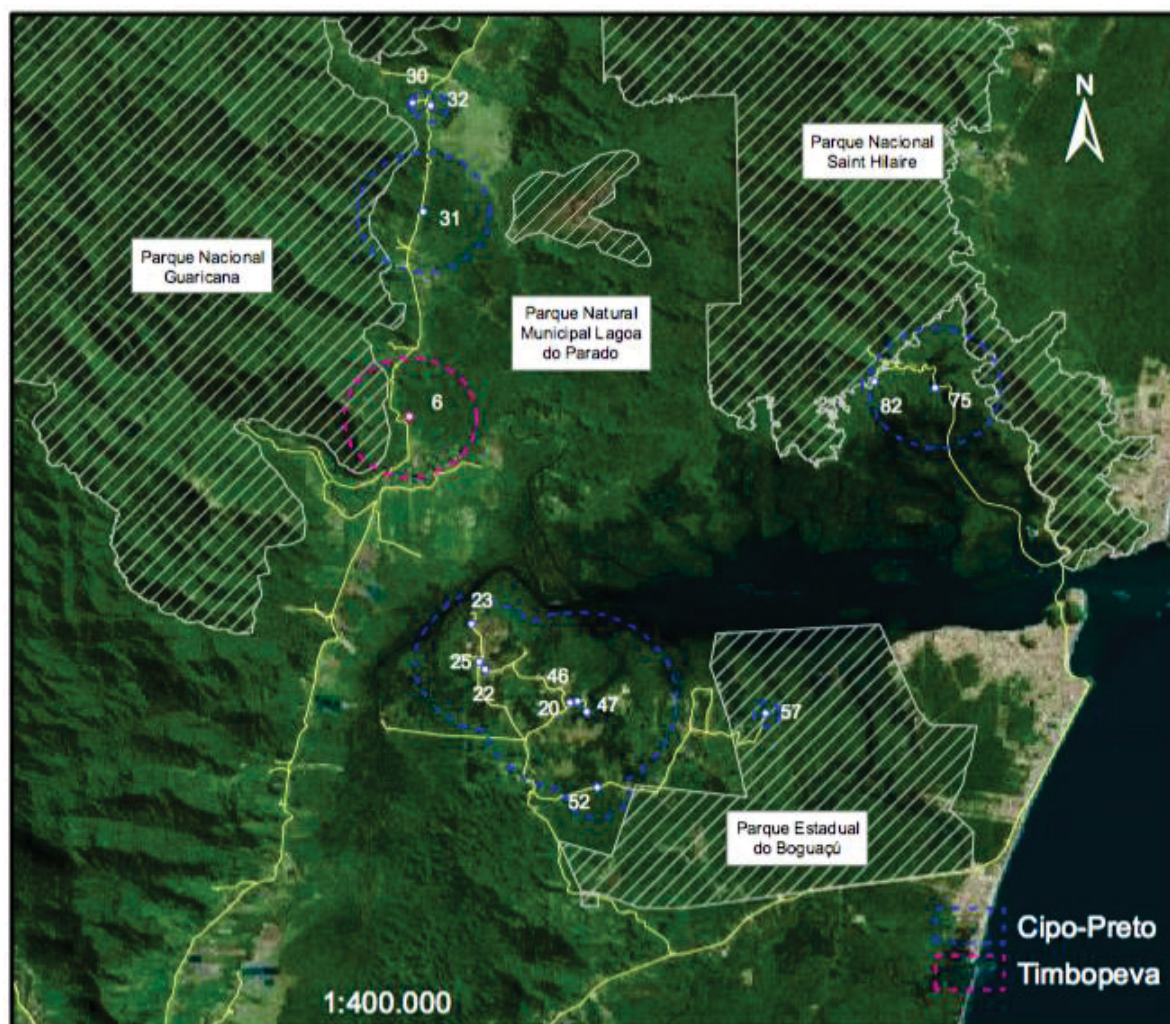 30
32
N
Parque Nacional
Saint Hilaire
31
Parque Nacional
Guaricana
Parque Natural
Municipal Lagoa
do Parado
6
82
75
23
25
22
46
20
47
57
52
Parque Estadual
do Boguaçú
Cipo-Preto
Timbopeva
1:400.000